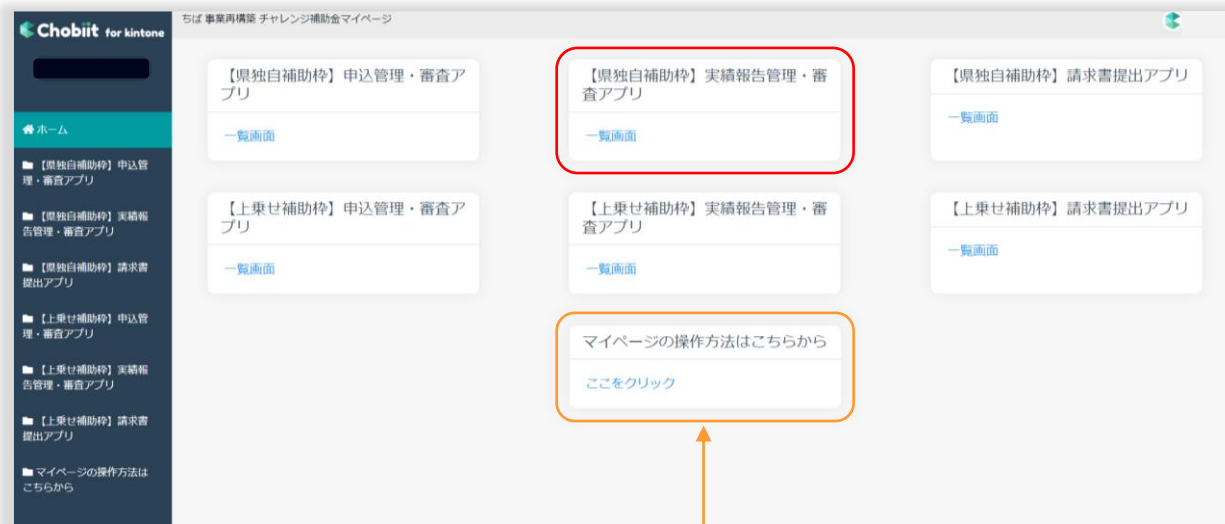 Chobiit for kintone
ちば 事業再構築 チャレンジ補助金マイページ
ホーム
【県独自補助枠】申込管
理・審査アプリ
【県独自補助枠】実績報
告管理・審査アプリ
【県独自補助枠】請求書
提出アプリ
【上乗せ補助枠】申込管
理・審査アプリ
【上乗せ補助枠】実績報
告管理・審査アプリ
【上乗せ補助枠】請求書
提出アプリ
マイページの操作方法は
こちらから
【県独自補助枠】申込管理・審査ア
プリ
一覧画面
【県独自補助枠】実績報告管理・審
査アプリ
一覧画面
【県独自補助枠】請求書提出アプリ
一覧画面
【上乗せ補助枠】申込管理・審査ア
プリ
一覧画面
【上乗せ補助枠】実績報告管理・審
査アプリ
一覧画面
【上乗せ補助枠】請求書提出アプリ
一覧画面
マイページの操作方法はこちらから
ここをクリック